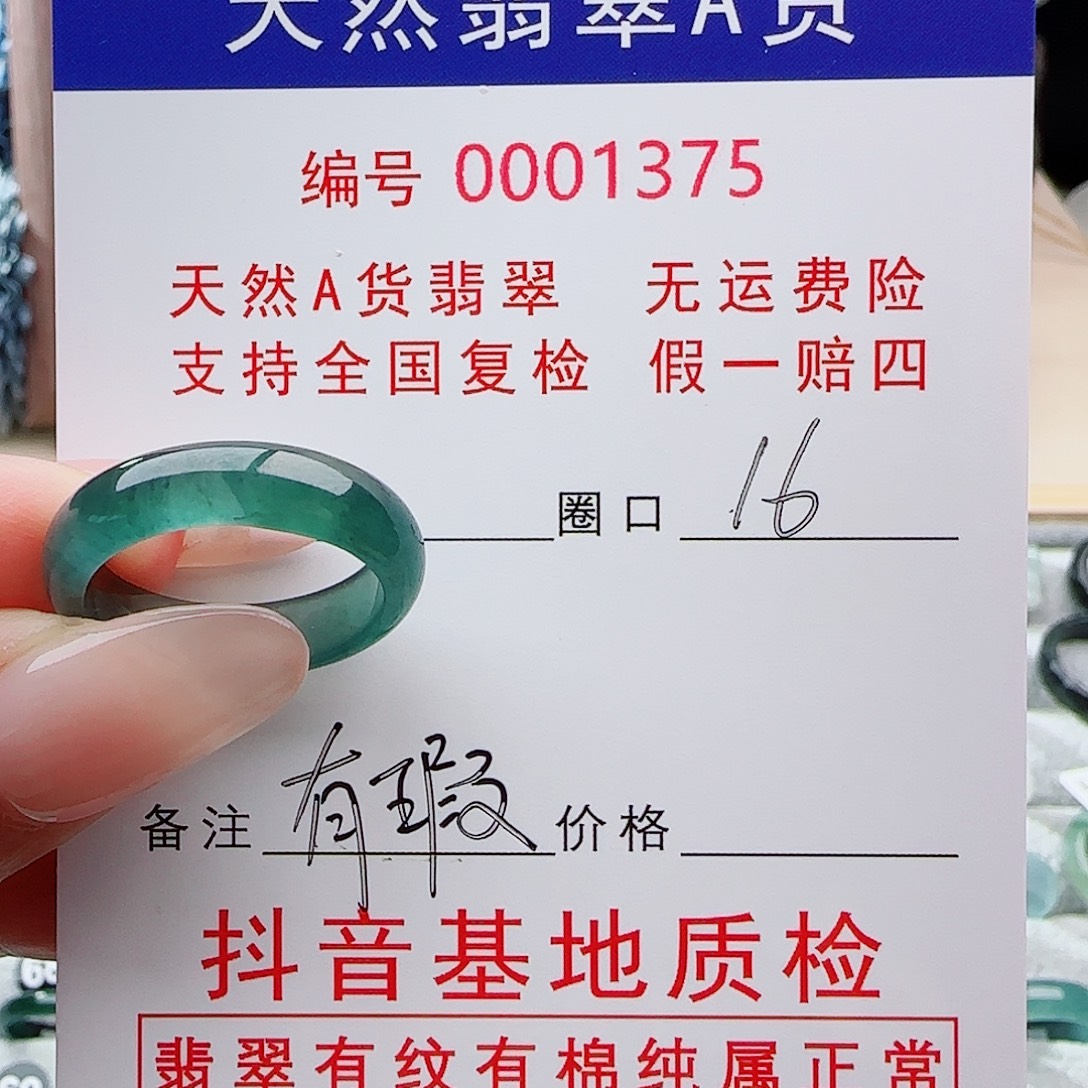 天然翡翠A货
编号 0001375
天然A货翡翠 无运费险
支持全国复检 假一赔四
圈口 16
备注 有瑕 价格
抖音基地质检
翡翠有纹有棉纯属正常